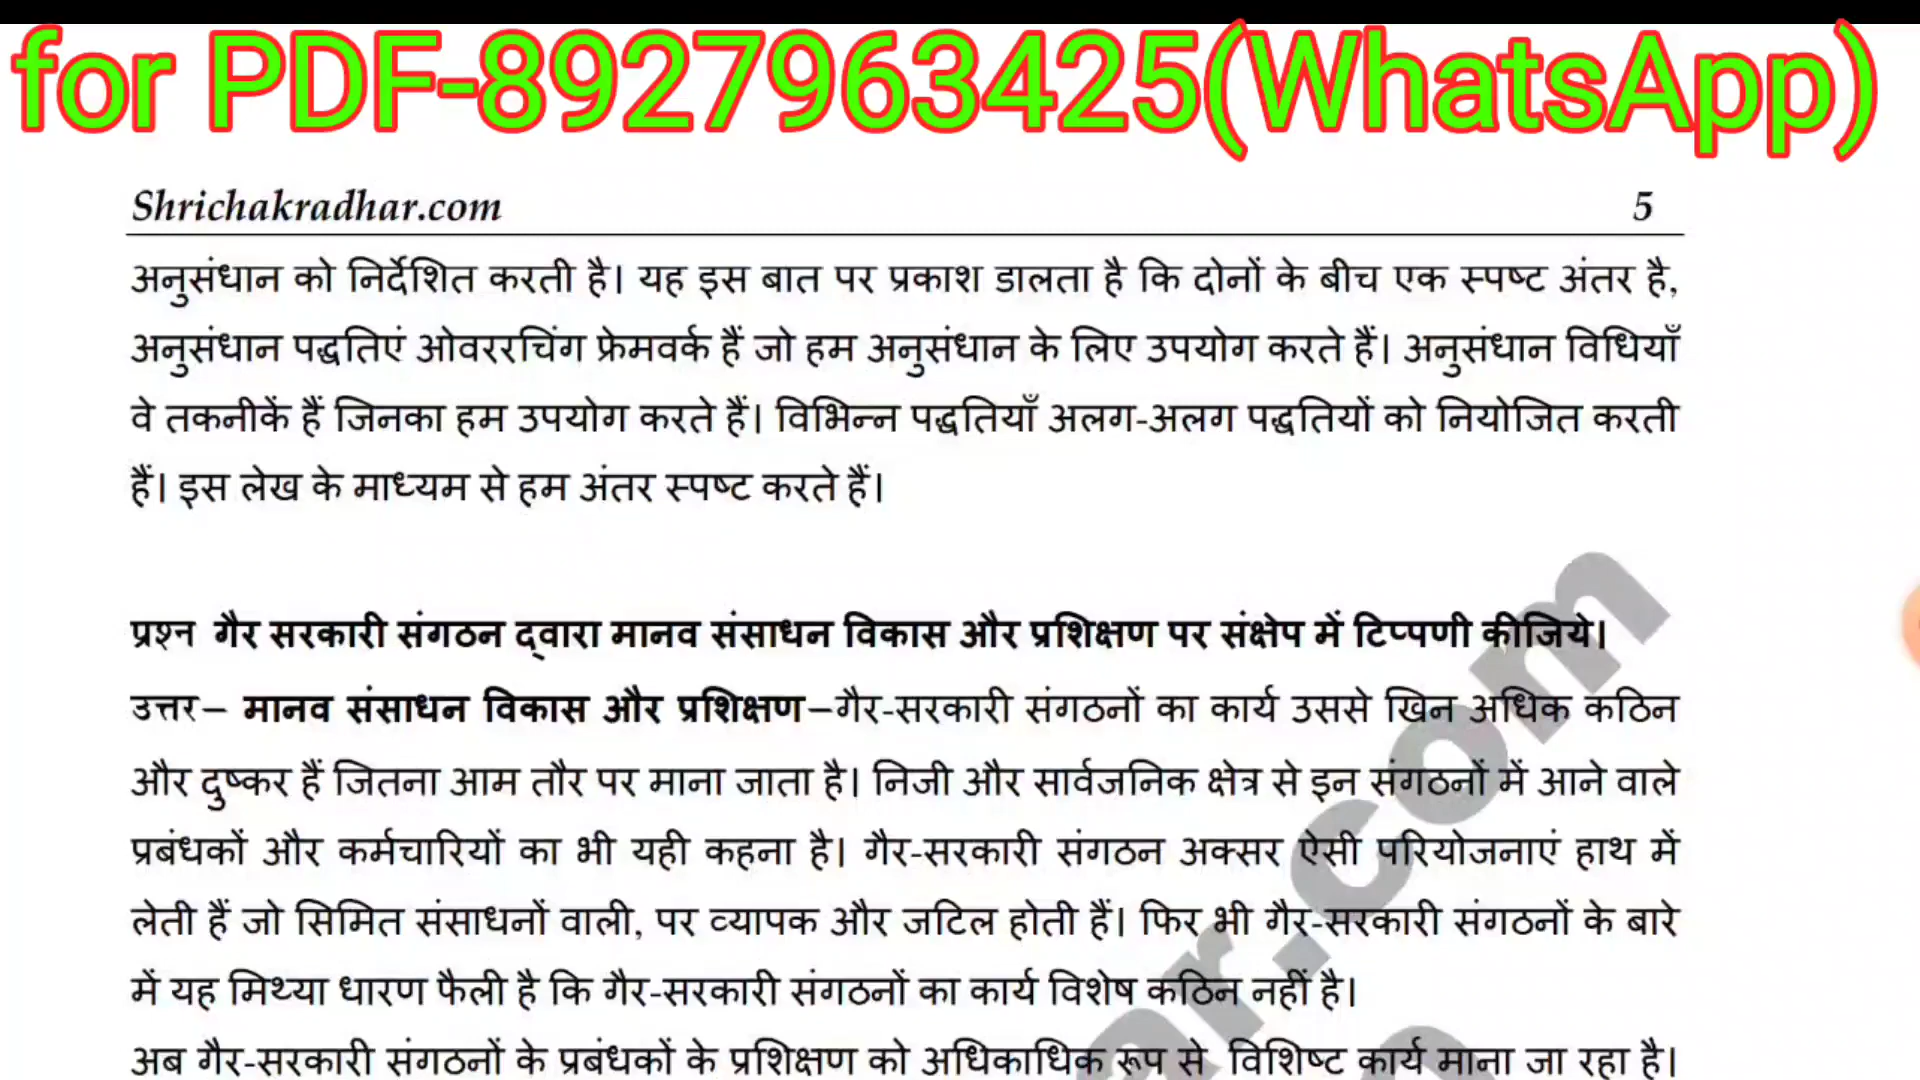 for PDF-8927963425(WhatsApp)
Shrichakradhar.com 5
अनुसंधान को निर्देशित करती है। यह इस बात पर प्रकाश डालता है कि दोनों के बीच एक स्पष्ट अंतर है,
अनुसंधान पद्धतिएं ओवररचिंग फ्रेमवर्क हैं जो हम अनुसंधान के लिए उपयोग करते हैं। अनुसंधान विधियाँ
वे तकनीकें हैं जिनका हम उपयोग करते हैं। विभिन्न पद्धतियाँ अलग-अलग पद्धतियों को नियोजित करती
हैं। इस लेख के माध्यम से हम अंतर स्पष्ट करते हैं।
प्रश्न गैर सरकारी संगठन द्वारा मानव संसाधन विकास और प्रशिक्षण पर संक्षेप में टिप्पणी कीजिये।
उत्तर– मानव संसाधन विकास और प्रशिक्षण–गैर-सरकारी संगठनों का कार्य उससे खिन अधिक कठिन
और दुष्कर हैं जितना आम तौर पर माना जाता है। निजी और सार्वजनिक क्षेत्र से इन संगठनों में आने वाले
प्रबंधकों और कर्मचारियों का भी यही कहना है। गैर-सरकारी संगठन अक्सर ऐसी परियोजनाएं हाथ में
लेती हैं जो सिमित संसाधनों वाली, पर व्यापक और जटिल होती हैं। फिर भी गैर-सरकारी संगठनों के बारे
में यह मिथ्या धारण फैली है कि गैर-सरकारी संगठनों का कार्य विशेष कठिन नहीं है।
अब गैर-सरकारी संगठनों के प्रबंधकों के प्रशिक्षण को अधिकाधिक रूप से विशिष्ट कार्य माना जा रहा है।
ar.com